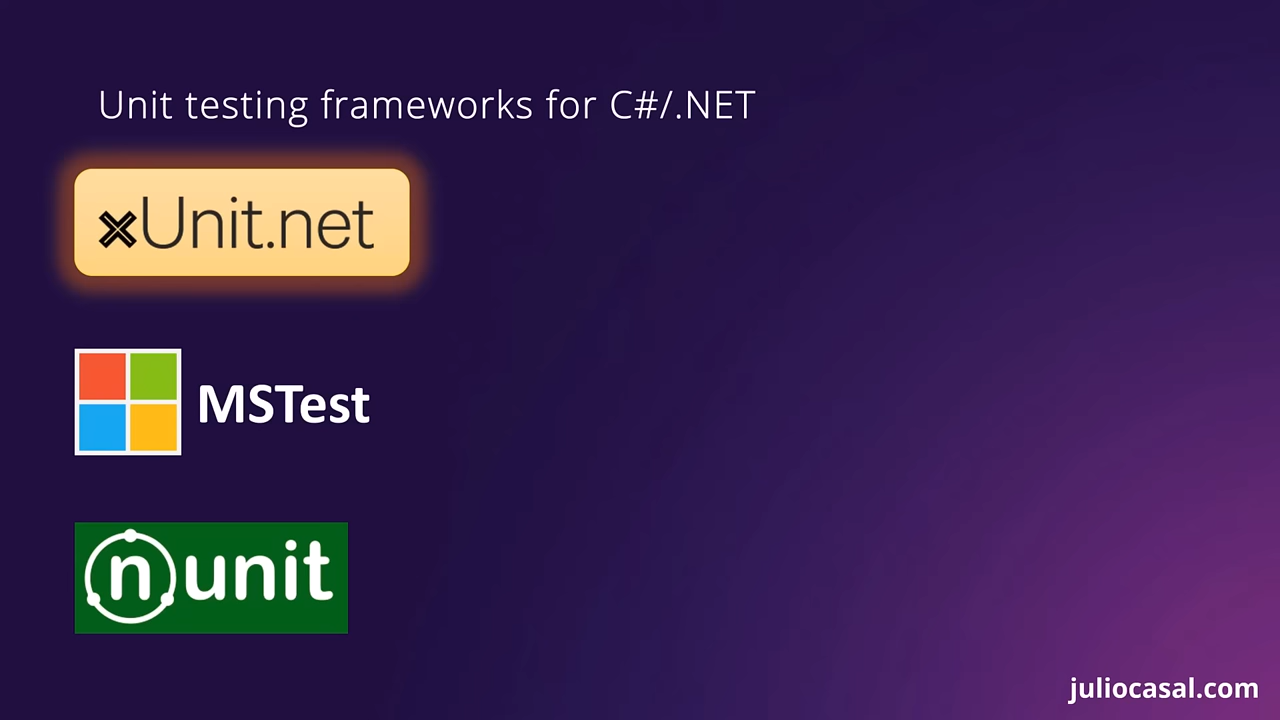 Unit testing frameworks for C#/.NET
xUnit.net
MSTest
nunit
juliocasal.com